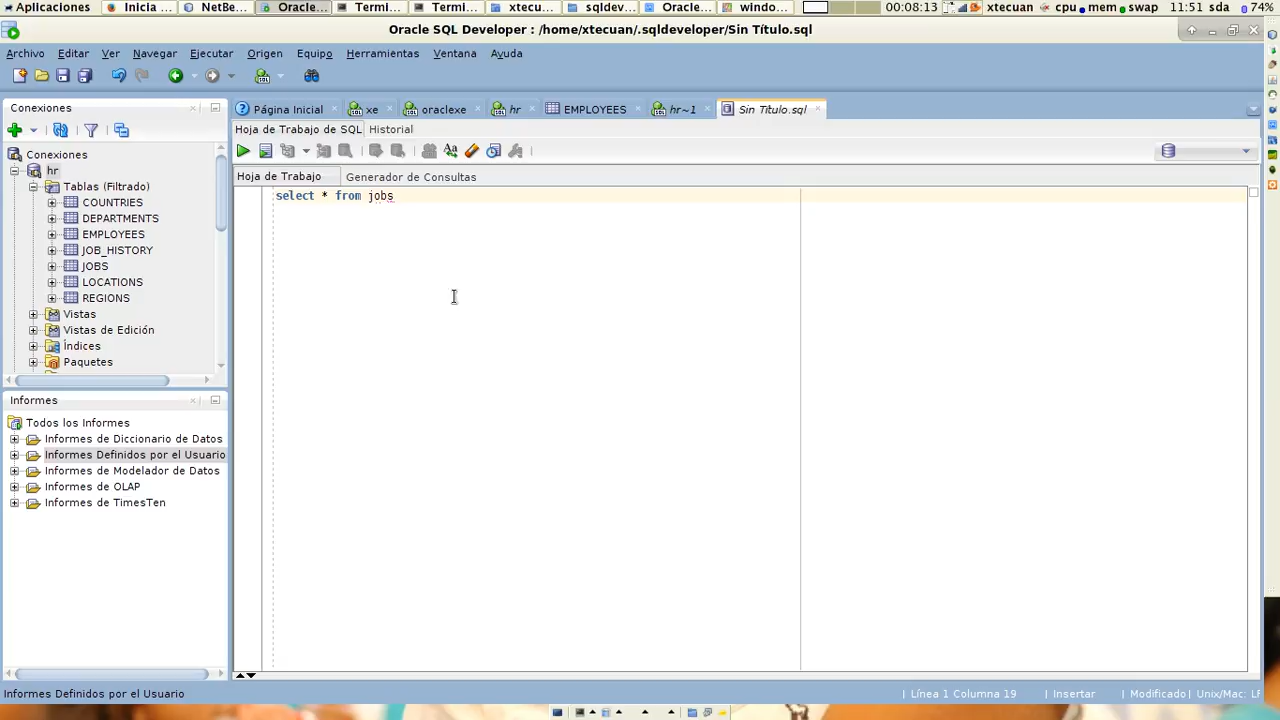 Aplicaciones Inicia ... NetBe... Oracle... Termi... Termi... xtecu... sqldev... Oracle... windo... 00:08:13 xtecuan cpu mem swap 11:51 sda 74%
Oracle SQL Developer : /home/xtecuan/.sqldeveloper/Sin Título.sql
Archivo Editar Ver Navegar Ejecutar Origen Equipo Herramientas Ventana Ayuda
Conexiones
Página Inicial xe oraclexe hr EMPLOYEES hr~1 Sin Título.sql
Hoja de Trabajo de SQL Historial
Conexiones
hr
Tablas (Filtrado)
COUNTRIES
DEPARTMENTS
EMPLOYEES
JOB_HISTORY
JOBS
LOCATIONS
REGIONS
Vistas
Vistas de Edición
Índices
Paquetes
Hoja de Trabajo Generador de Consultas
select * from jobs
Informes
Todos los Informes
Informes de Diccionario de Datos
Informes Definidos por el Usuario
Informes de Modelador de Datos
Informes de OLAP
Informes de TimesTen
Informes Definidos por el Usuario Línea 1 Columna 19 Insertar Modificado Unix/Mac: LF